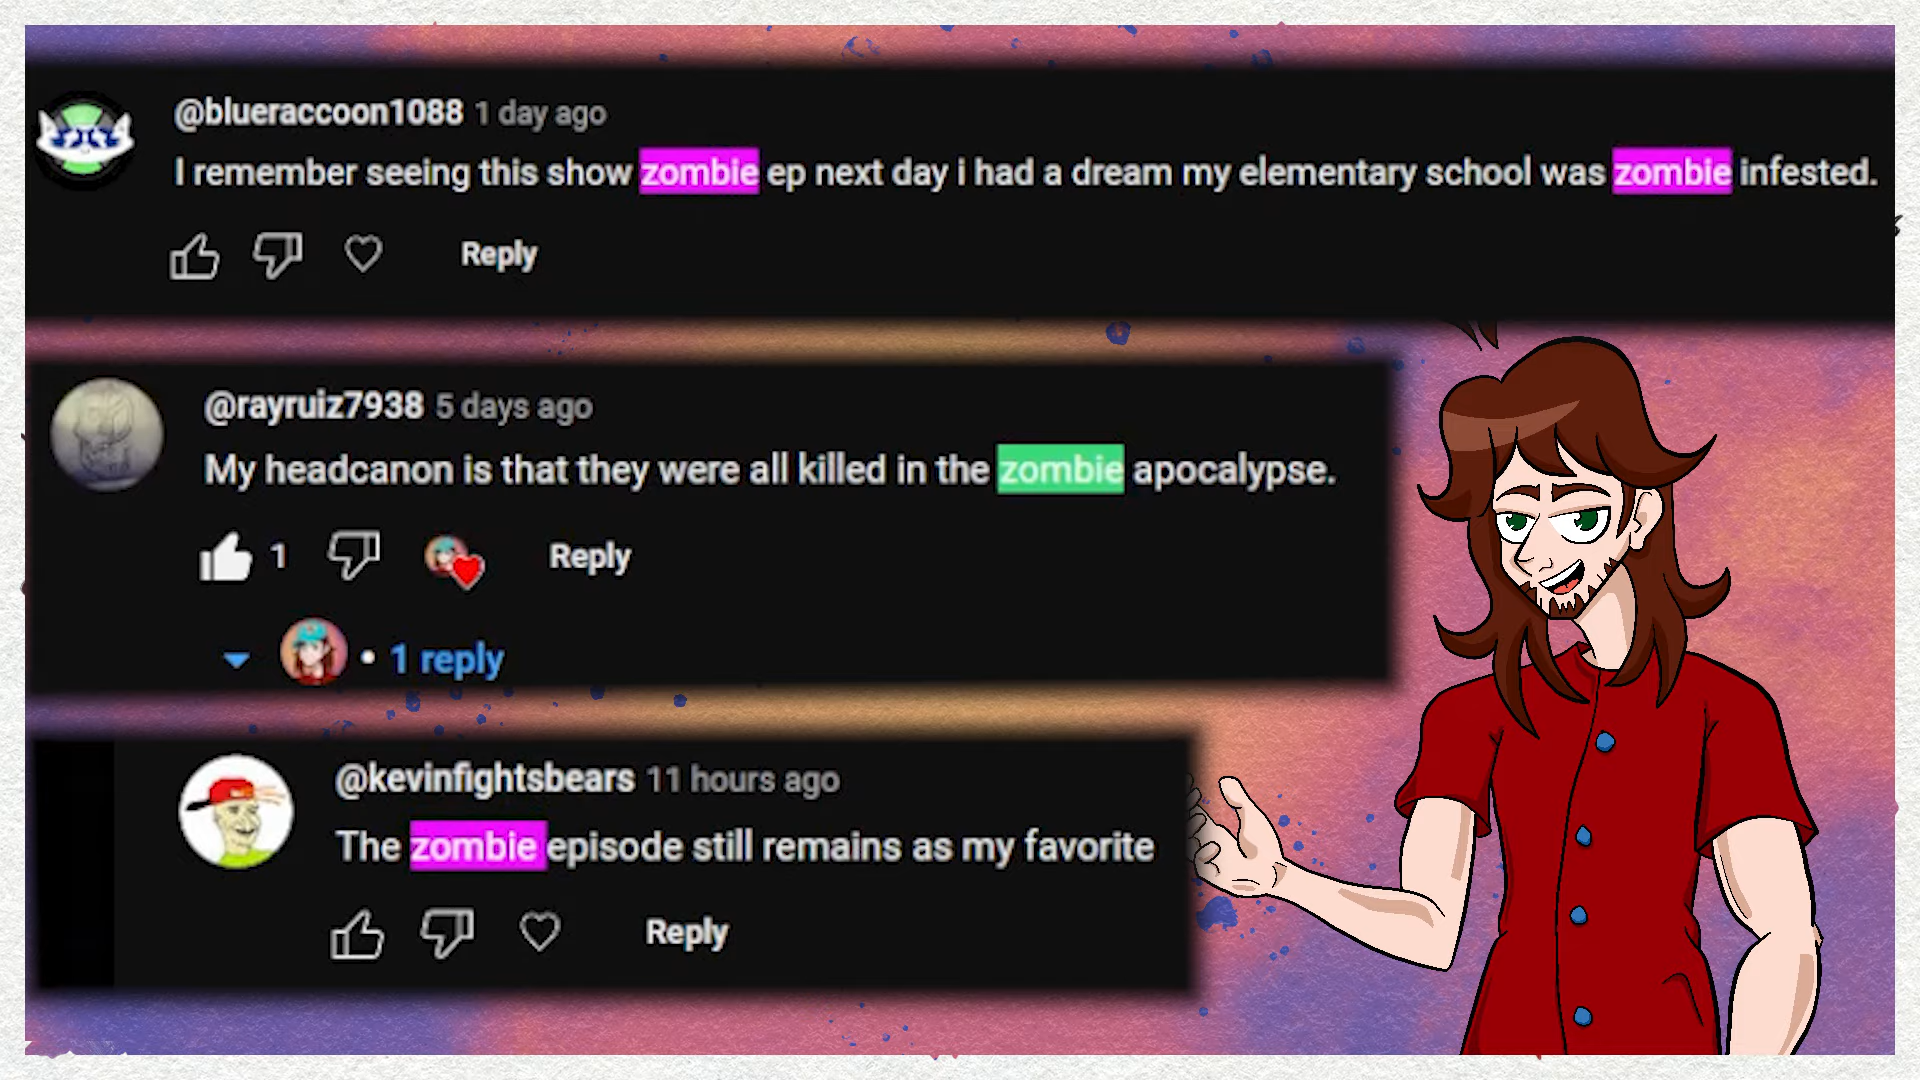 @blueraccoon1088 1 day ago
I remember seeing this show zombie ep next day i had a dream my elementary school was zombie infested.
Reply
@rayruiz7938 5 days ago
My headcanon is that they were all killed in the zombie apocalypse.
1 Reply
• 1 reply
@kevinfightsbears 11 hours ago
The zombie episode still remains as my favorite
Reply